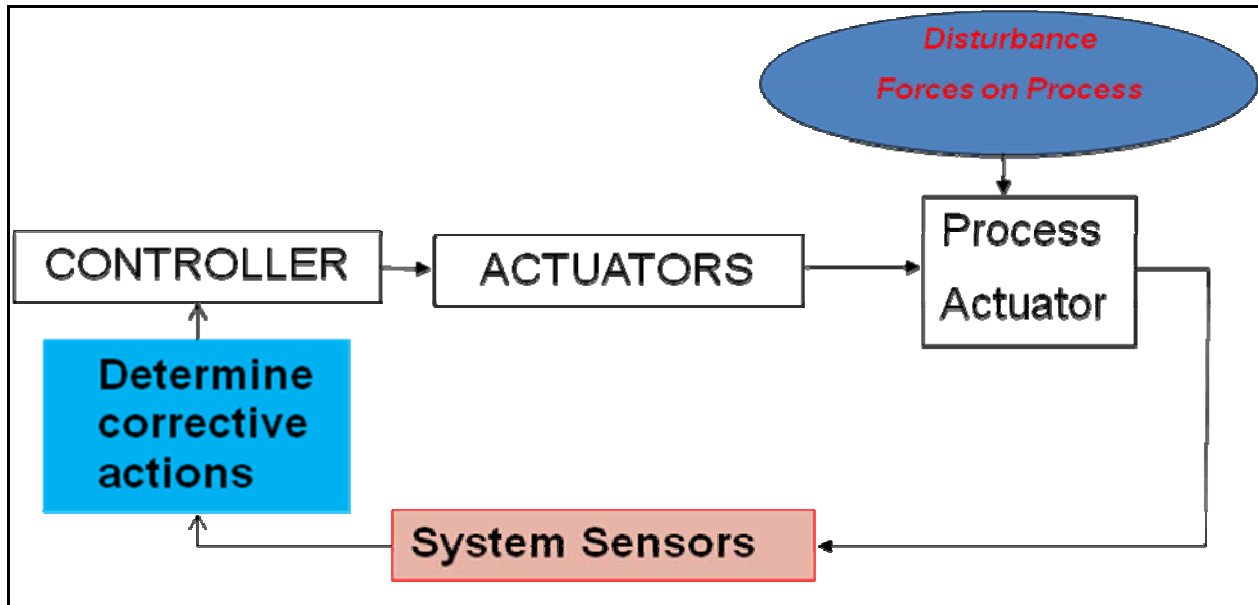 Disturbance
Forces on Process
CONTROLLER
ACTUATORS
Process
Actuator
Determine
corrective
actions
System Sensors